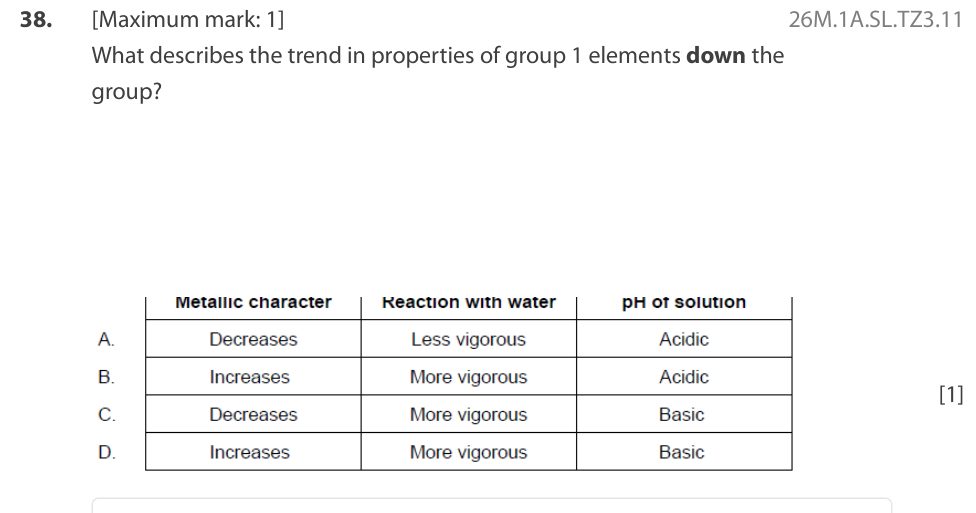 38. [Maximum mark: 1] 26M.1A.SL.TZ3.11
What describes the trend in properties of group 1 elements down the
group?
Metallic character Reaction with water pH of solution
A. Decreases Less vigorous Acidic
B. Increases More vigorous Acidic
[1]
C. Decreases More vigorous Basic
D. Increases More vigorous Basic